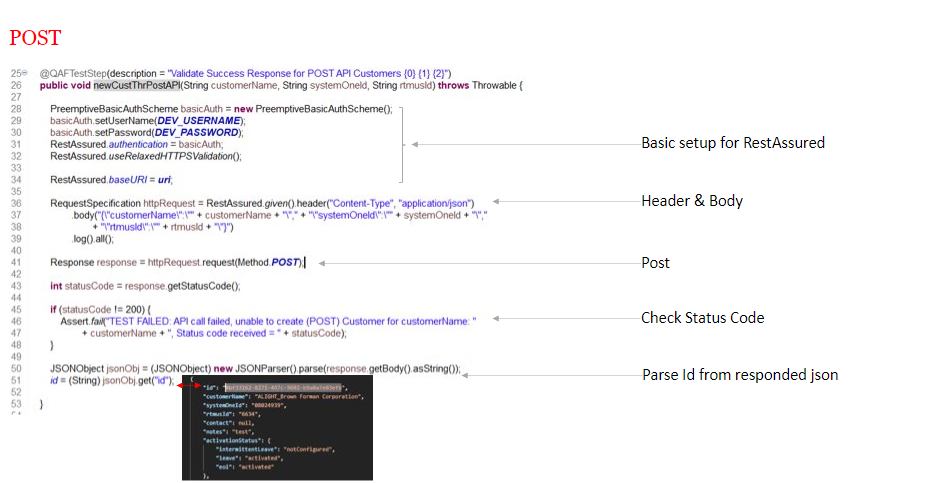 POST
25 @QAFTestStep(description = "Validate Success Response for POST API Customers {0} {1} {2}")
26 public void newCustThrPostAPI(String customerName, String systemOneId, String rtmusId) throws Throwable {
27
28 PreemptiveBasicAuthScheme basicAuth = new PreemptiveBasicAuthScheme();
29 basicAuth.setUserName(DEV_USERNAME);
30 basicAuth.setPassword(DEV_PASSWORD);
31 RestAssured.authentication = basicAuth;
Basic setup for RestAssured
32 RestAssured.useRelaxedHTTPSValidation();
33
34 RestAssured.baseURI = uri;
35
36 RequestSpecification httpRequest = RestAssured.given().header("Content-Type", "application/json")
Header & Body
37 .body("{\"customerName\":\"" + customerName + "\"," + "\"systemOneId\":\"" + systemOneId + "\","
38 + "\"rtmusId\":\"" + rtmusId + "\"}")
39 .log().all();
40
41 Response response = httpRequest.request(Method.POST);
Post
42
43 int statusCode = response.getStatusCode();
44
45 if (statusCode != 200) {
46 Assert.fail("TEST FAILED: API call failed, unable to create (POST) Customer for customerName: "
Check Status Code
47 + customerName + ", Status code received = " + statusCode);
48 }
49
50 JSONObject jsonObj = (JSONObject) new JSONParser().parse(response.getBody().asString());
Parse Id from responded json
51 id = (String) jsonObj.get("id");
52
53 }
{
"id": "
"customerName": "ALIGHT_Brown Forman Corporation",
"systemOneId": "08024939",
"rtmusId": "6634",
"contact": null,
"notes": "test",
"activationStatus": {
"intermittentLeave": "notConfigured",
"leave": "activated",
"eoi": "activated"
},